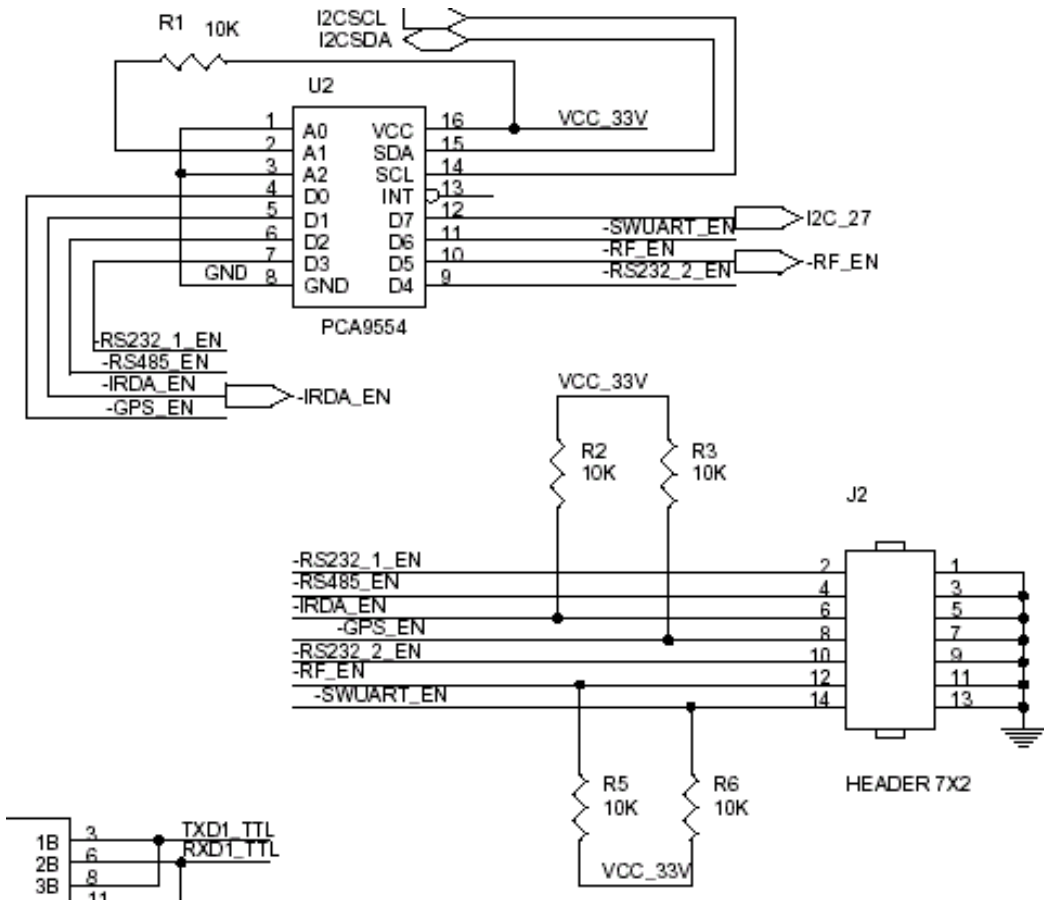 R1 10K
I2CSCL
I2CSDA
U2
1 A0 VCC 16 VCC_33V
2 A1 SDA 15
3 A2 SCL 14
4 D0 INT 13
5 D1 D7 12 I2C_27
6 D2 D6 11 -SWUART_EN
7 D3 D5 10 -RF_EN -RF_EN
GND 8 GND D4 9 -RS232_2_EN
PCA9554
-RS232_1_EN
-RS485_EN
-IRDA_EN -IRDA_EN
-GPS_EN
VCC_33V
R2 R3
10K 10K
J2
-RS232_1_EN 2 1
-RS485_EN 4 3
-IRDA_EN 6 5
-GPS_EN 8 7
-RS232_2_EN 10 9
-RF_EN 12 11
-SWUART_EN 14 13
R5 R6
10K 10K
HEADER 7X2
VCC_33V
1B 3 TXD1_TTL
2B 6 RXD1_TTL
3B 8
11